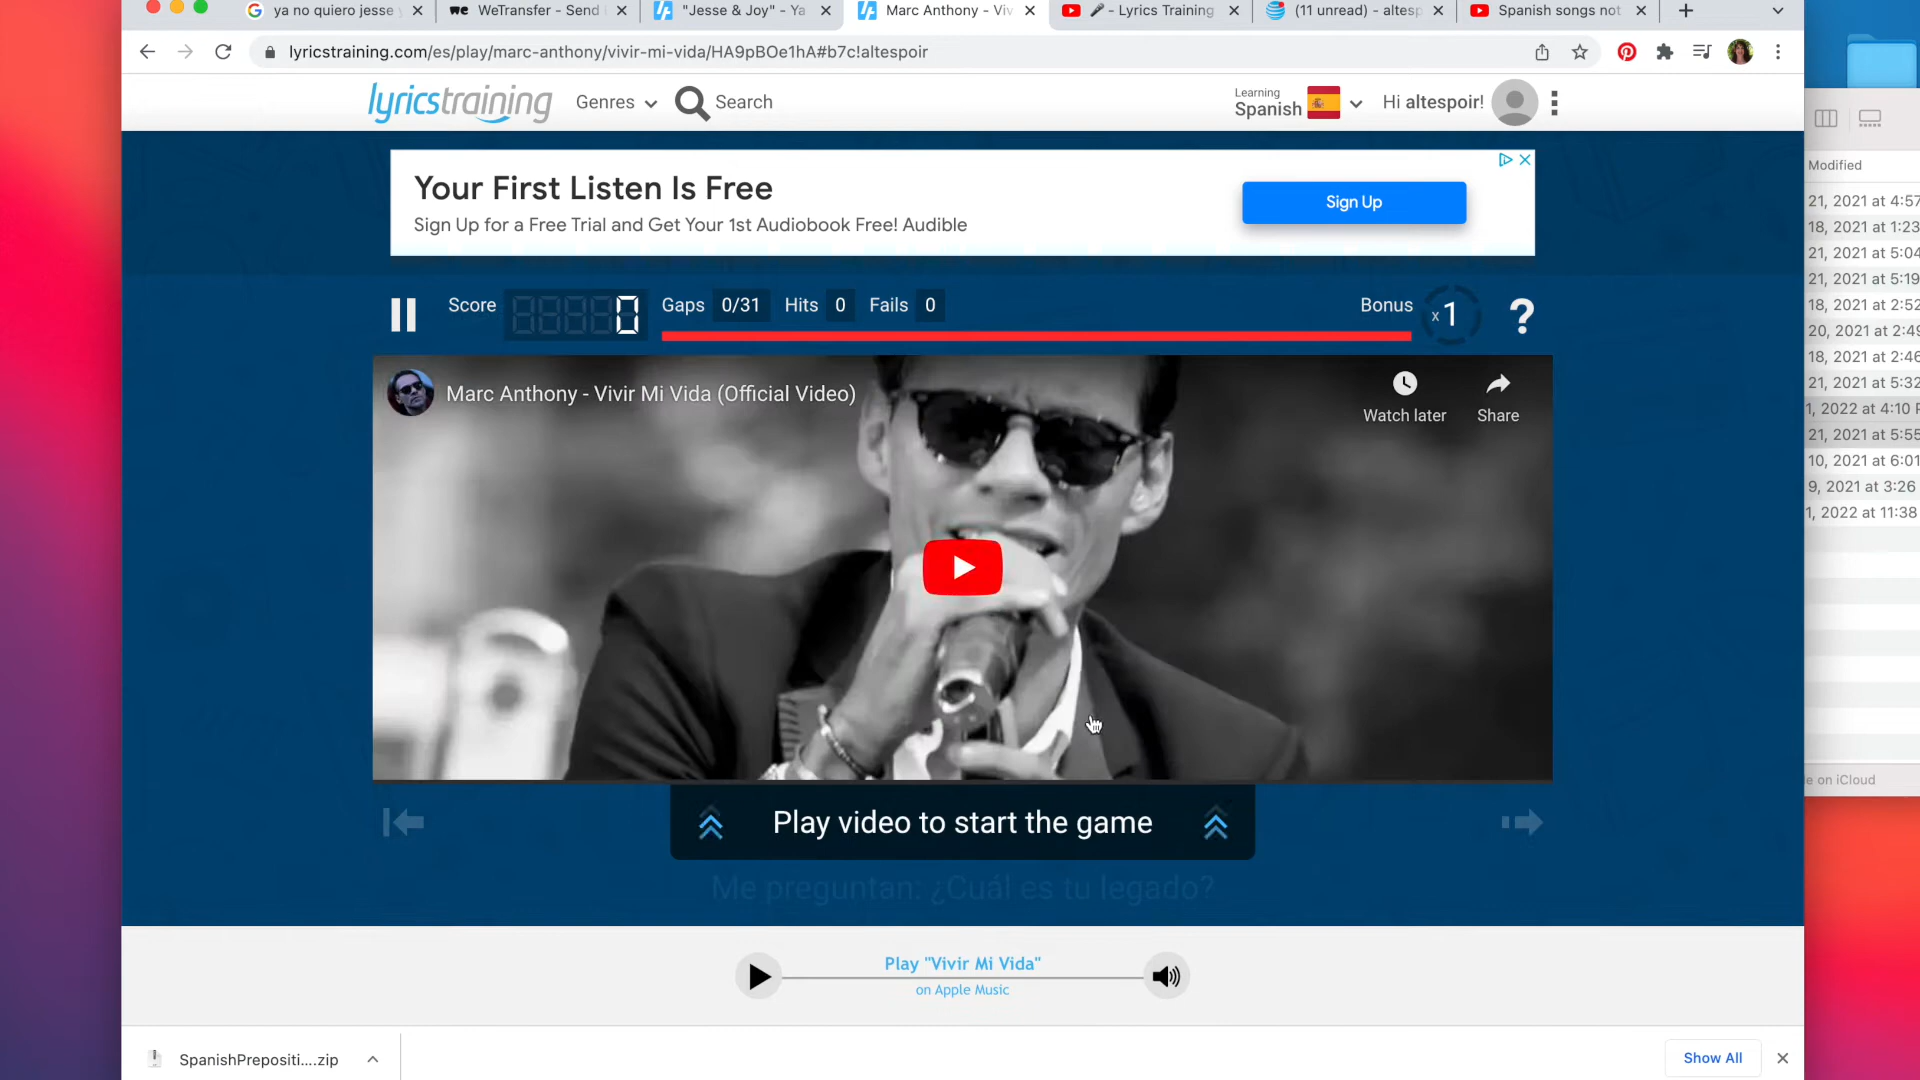 ya no quiero jesse y
WeTransfer - Send
"Jesse & Joy" - Ya
Marc Anthony - Viv
🎤 - Lyrics Training
(11 unread) - altesp
Spanish songs not
lyricstraining.com/es/play/marc-anthony/vivir-mi-vida/HA9pBOe1hA#b7c!altespoir
lyricstraining
Genres
Search
Learning
Spanish
Hi altespoir!
Modified
Your First Listen Is Free
Sign Up for a Free Trial and Get Your 1st Audiobook Free! Audible
Sign Up
21, 2021 at 4:57
18, 2021 at 1:23
21, 2021 at 5:04
21, 2021 at 5:19
18, 2021 at 2:52
20, 2021 at 2:49
18, 2021 at 2:46
21, 2021 at 5:32
1, 2022 at 4:10 P
21, 2021 at 5:55
10, 2021 at 6:01
9, 2021 at 3:26
1, 2022 at 11:38
Score 0 Gaps 0/31 Hits 0 Fails 0 Bonus x 1 ?
Marc Anthony - Vivir Mi Vida (Official Video)
Watch later
Share
e on iCloud
Play video to start the game
Me preguntan: ¿Cuál es tu legado?
Play "Vivir Mi Vida"
on Apple Music
SpanishPrepositi....zip
Show All